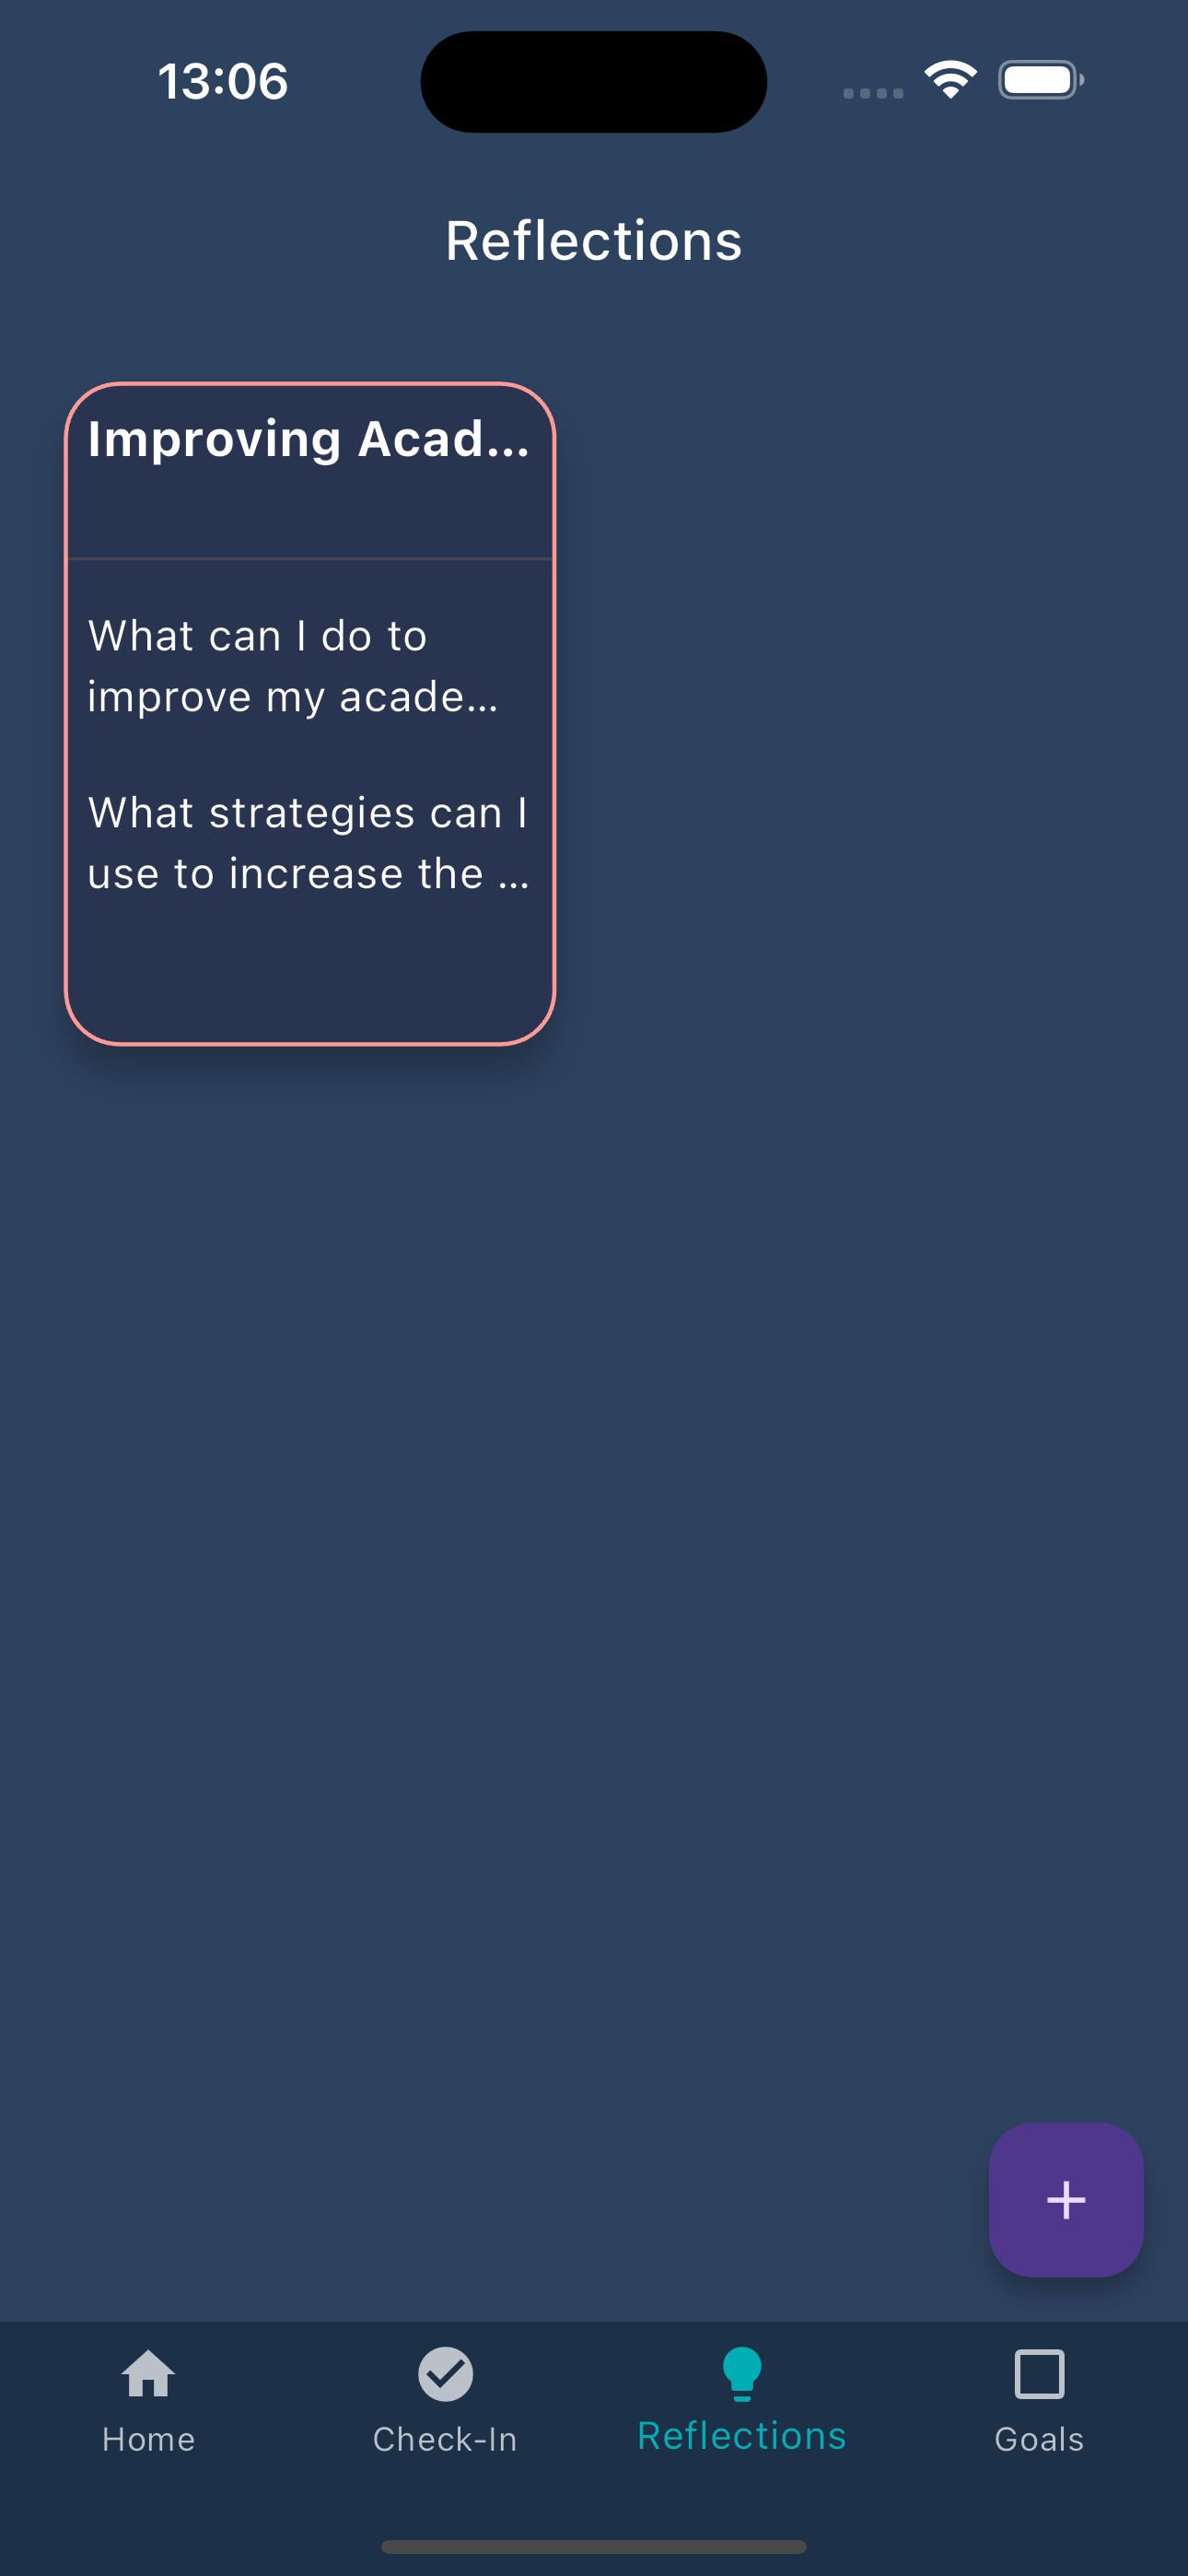 13:06
Reflections
Improving Acad...
What can I do to
improve my acade...
What strategies can I
use to increase the ...
+
Home
Check-In
Reflections
Goals